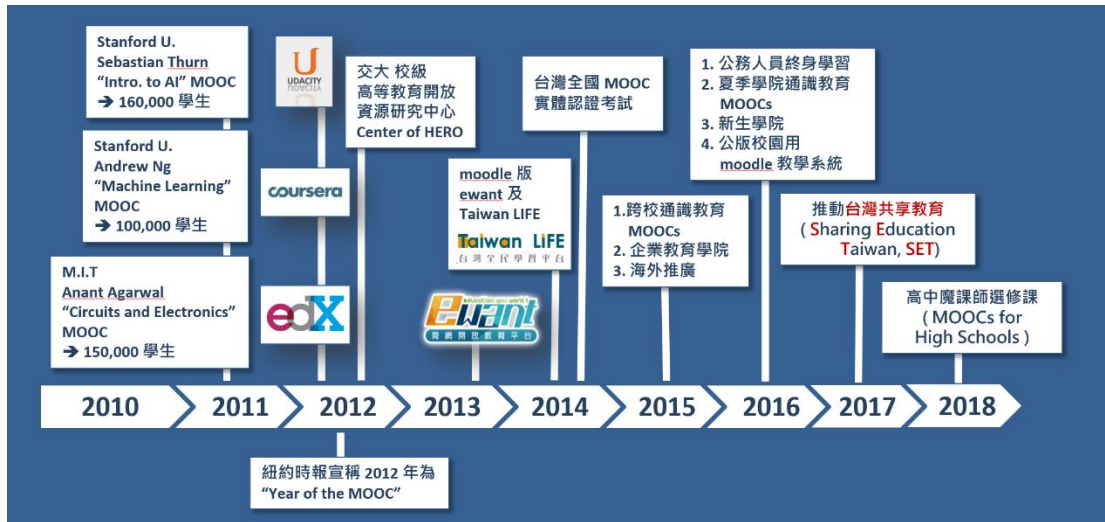 Stanford U.
Sebastian Thurn
“Intro. to AI” MOOC
➔ 160,000 學生
Stanford U.
Andrew Ng
“Machine Learning”
MOOC
➔ 100,000 學生
M.I.T
Anant Agarwal
“Circuits and Electronics”
MOOC
➔ 150,000 學生
U
UDACITY
coursera
edX
交大 校級
高等教育開放
資源研究中心
Center of HERO
moodle 版
ewant 及
Taiwan LIFE
Taiwan LiFE
台灣全民學習平台
education you want !
ewant
育網開放教育平台
台灣全國 MOOC
實體認證考試
1.跨校通識教育
MOOCs
2. 企業教育學院
3. 海外推廣
1. 公務人員終身學習
2. 夏季學院通識教育
MOOCs
3. 新生學院
4. 公版校園用
moodle 教學系統
推動台灣共享教育
( Sharing Education
Taiwan, SET)
高中魔課師選修課
( MOOCs for
High Schools )
2010 2011 2012 2013 2014 2015 2016 2017 2018
紐約時報宣稱 2012 年為
“Year of the MOOC”